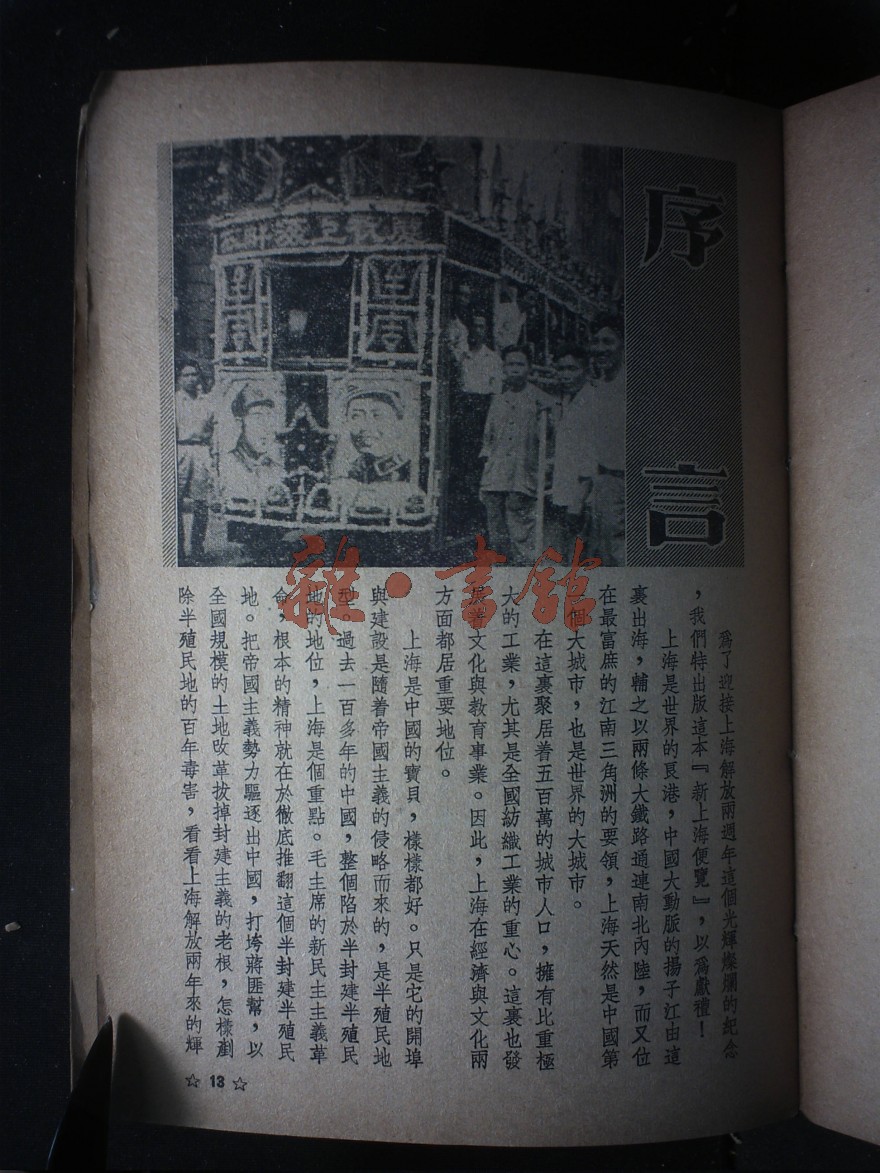 序言
爲了迎接上海解放兩週年這個光輝燦爛的紀念
，我們特出版這本『新上海便覽』，以爲獻禮！
上海是世界的良港，中國大動脈的揚子江由這
裏出海，輔之以兩條大鐵路通連南北內陸，而又位
在最富庶的江南三角洲的要領，上海天然是中國第
一個大城市，也是世界的大城市。
在這裏聚居着五百萬的城市人口，擁有比重極
大的工業，尤其是全國紡織工業的重心。這裏也發
展着文化與教育事業。因此，上海在經濟與文化兩
方面都居重要地位。
上海是中國的寶貝，樣樣都好。只是它的開埠
與建設是隨着帝國主義的侵略而來的，是半殖民地
型。過去一百多年的中國，整個陷於半封建半殖民
地的地位，上海是個重點。毛主席的新民主主義革
命，根本的精神就在於徹底推翻這個半封建半殖民
地。把帝國主義勢力驅逐出中國，打垮蔣匪幫，以
全國規模的土地改革拔掉封建主義的老根，怎樣剷
除半殖民地的百年毒害，看看上海解放兩年來的輝
☆ 13 ☆
雜·書館